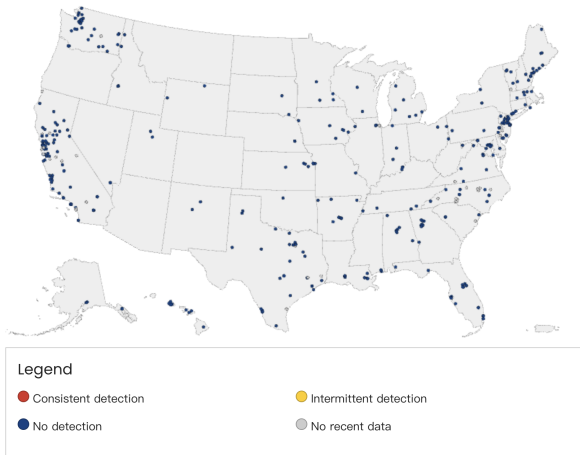 Legend
Consistent detection
Intermittent detection
No detection
No recent data